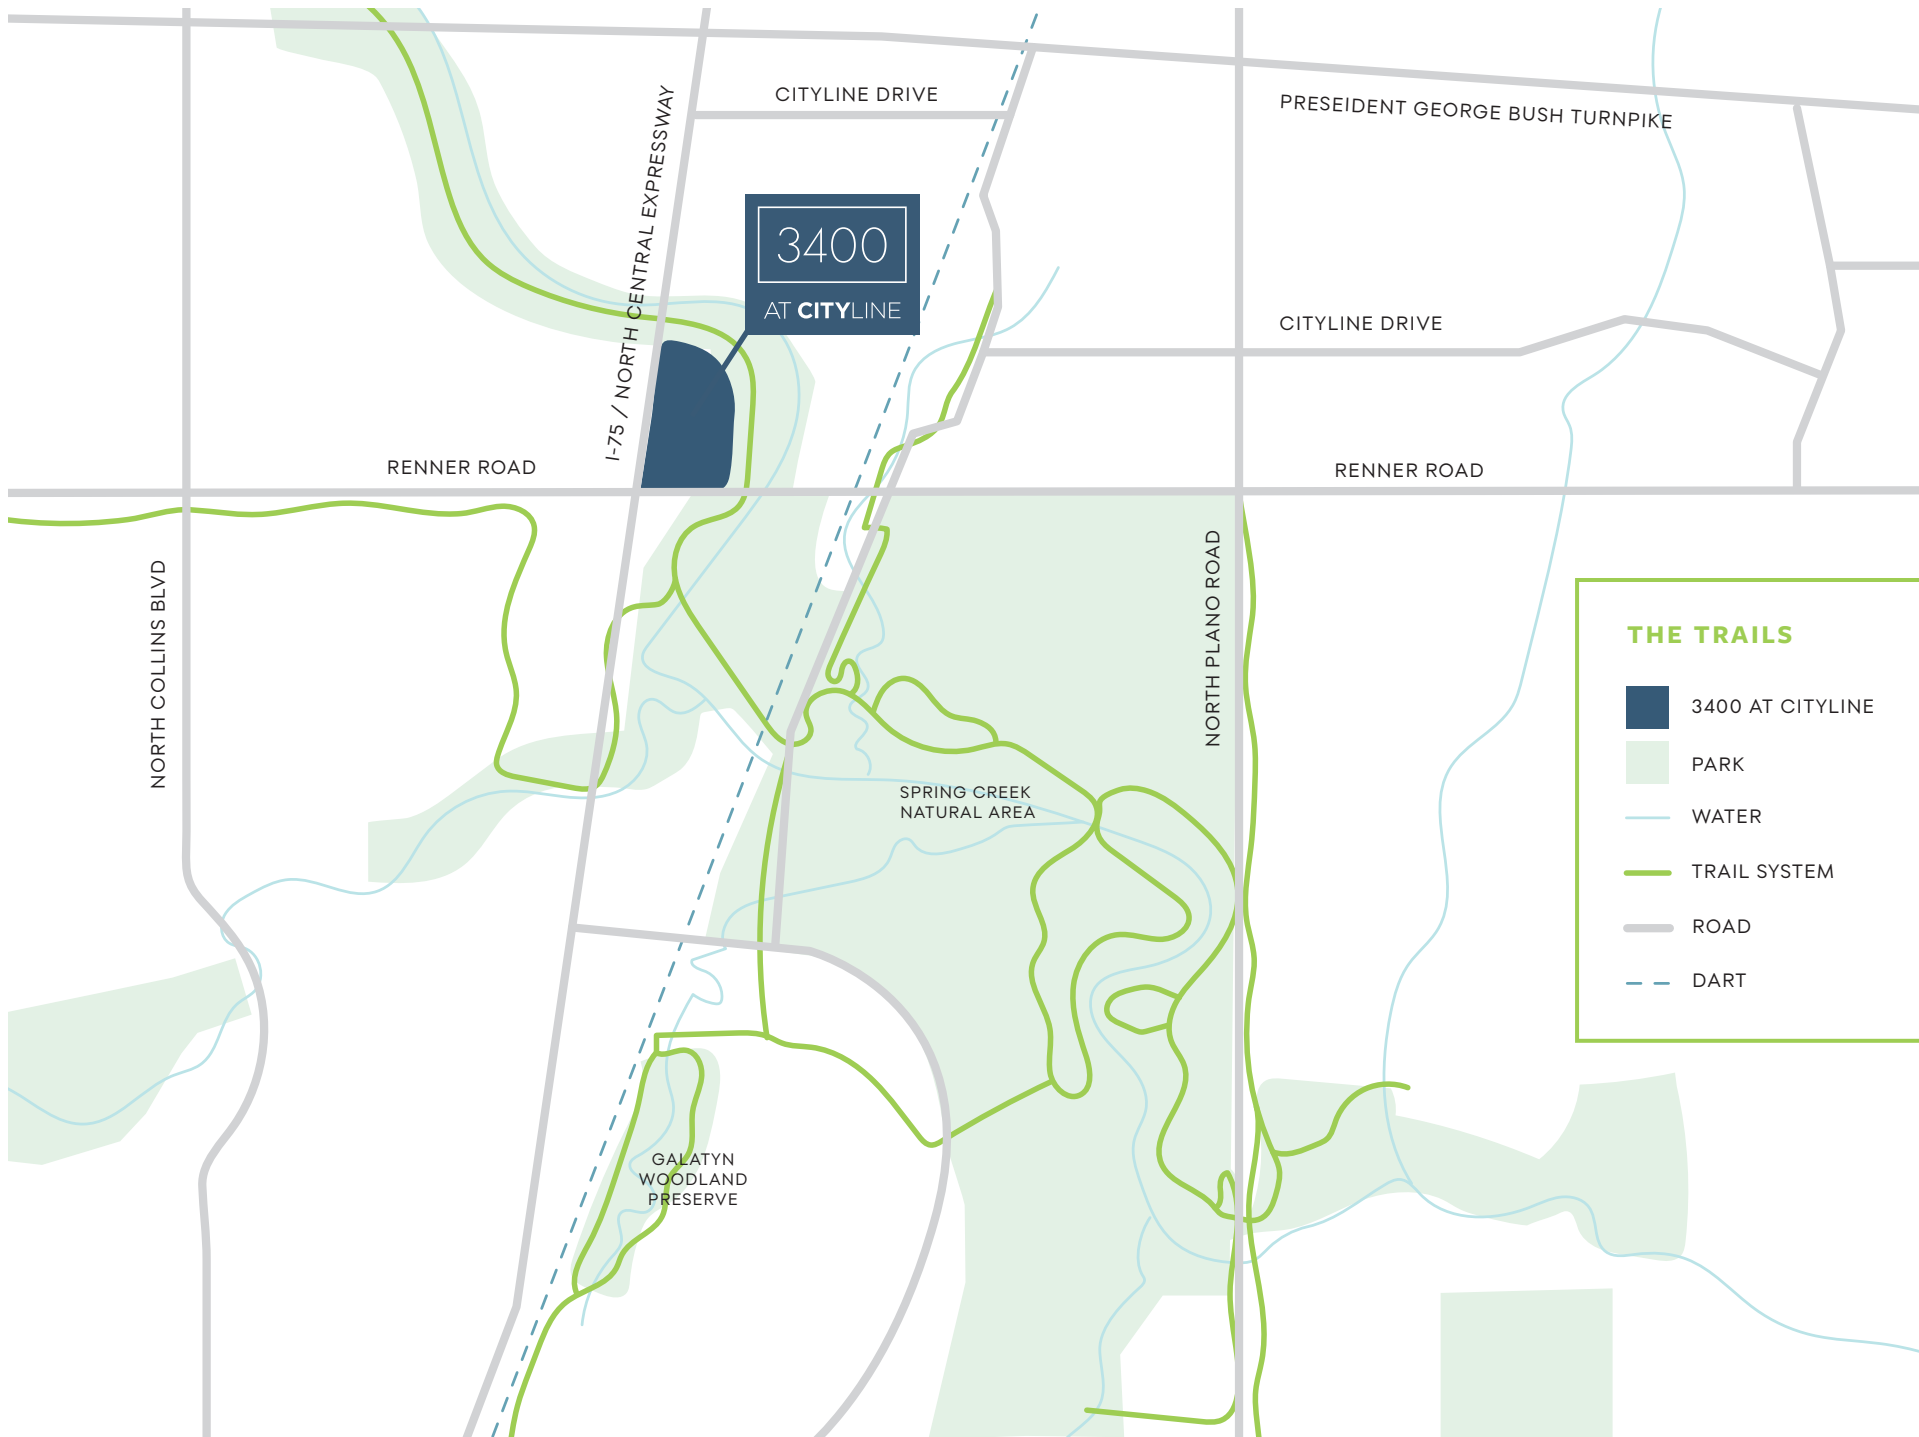 CITYLINE DRIVE
PRESEIDENT GEORGE BUSH TURNPIKE
I-75 / NORTH CENTRAL EXPRESSWAY
3400
AT CITYLINE
CITYLINE DRIVE
RENNER ROAD
RENNER ROAD
NORTH COLLINS BLVD
NORTH PLANO ROAD
SPRING CREEK
NATURAL AREA
GALATYN
WOODLAND
PRESERVE
THE TRAILS
3400 AT CITYLINE
PARK
WATER
TRAIL SYSTEM
ROAD
DART